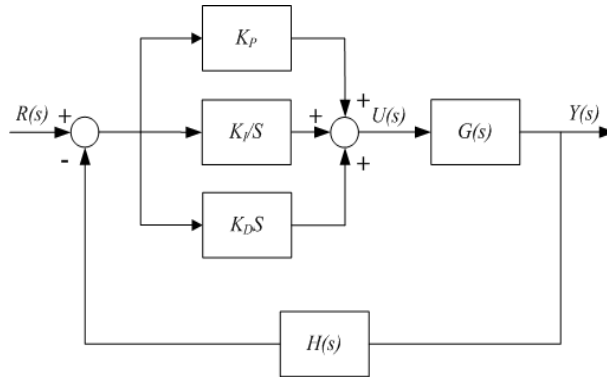 K_P
R(s) + + K_I/S + U(s) G(s) Y(s)
-
+
K_DS
H(s)